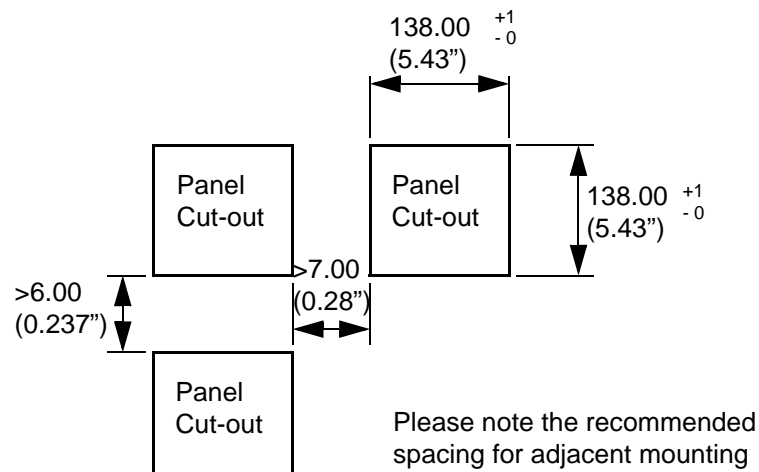 138.00 +1
- 0
(5.43”)
Panel
Cut-out
Panel
Cut-out
138.00 +1
- 0
(5.43”)
>7.00
(0.28”)
>6.00
(0.237”)
Panel
Cut-out
Please note the recommended
spacing for adjacent mounting